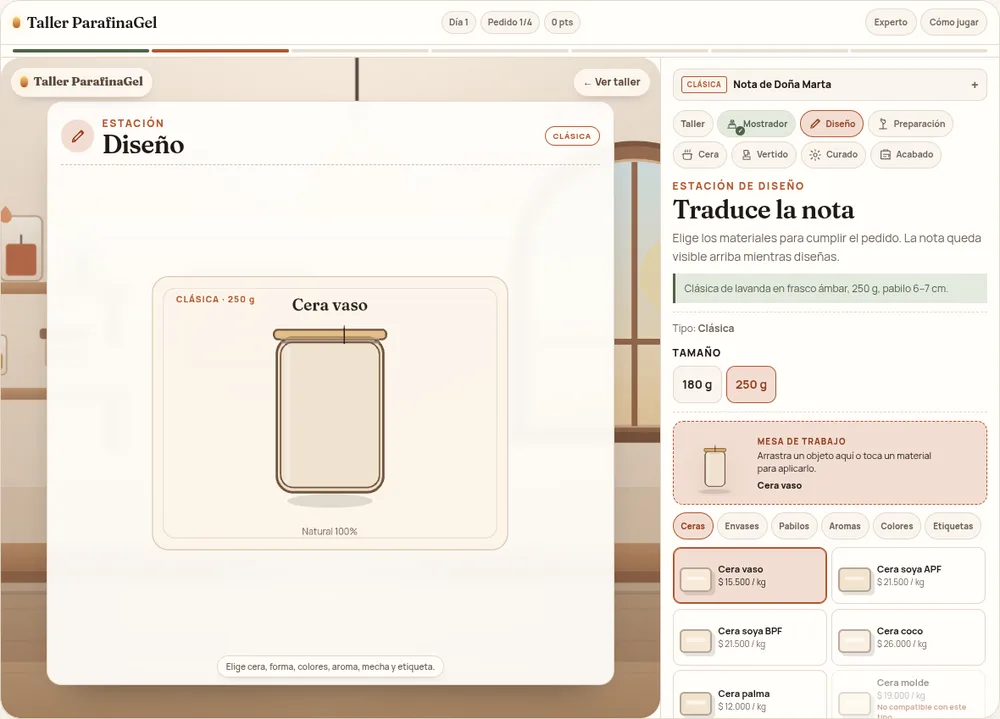 Taller ParafinaGel
Día 1
Pedido 1/4
0 pts
Experto
Cómo jugar
Taller ParafinaGel
← Ver taller
ESTACIÓN
Diseño
CLÁSICA
CLÁSICA · 250 g
Cera vaso
Natural 100%
Elige cera, forma, colores, aroma, mecha y etiqueta.
CLÁSICA
Nota de Doña Marta
+
Taller
Mostrador
Diseño
Preparación
Cera
Vertido
Curado
Acabado
ESTACIÓN DE DISEÑO
Traduce la nota
Elige los materiales para cumplir el pedido. La nota queda
visible arriba mientras diseñas.
Clásica de lavanda en frasco ámbar, 250 g, pabilo 6–7 cm.
Tipo: Clásica
TAMAÑO
180 g
250 g
MESA DE TRABAJO
Arrastra un objeto aquí o toca un material
para aplicarlo.
Cera vaso
Ceras
Envases
Pabilos
Aromas
Colores
Etiquetas
Cera vaso
$ 15.500 / kg
Cera soya APF
$ 21.500 / kg
Cera soya BPF
$ 21.500 / kg
Cera coco
$ 26.000 / kg
Cera palma
$ 12.000 / kg
Cera molde
$ 19.000 / kg
No compatible con este
tipo